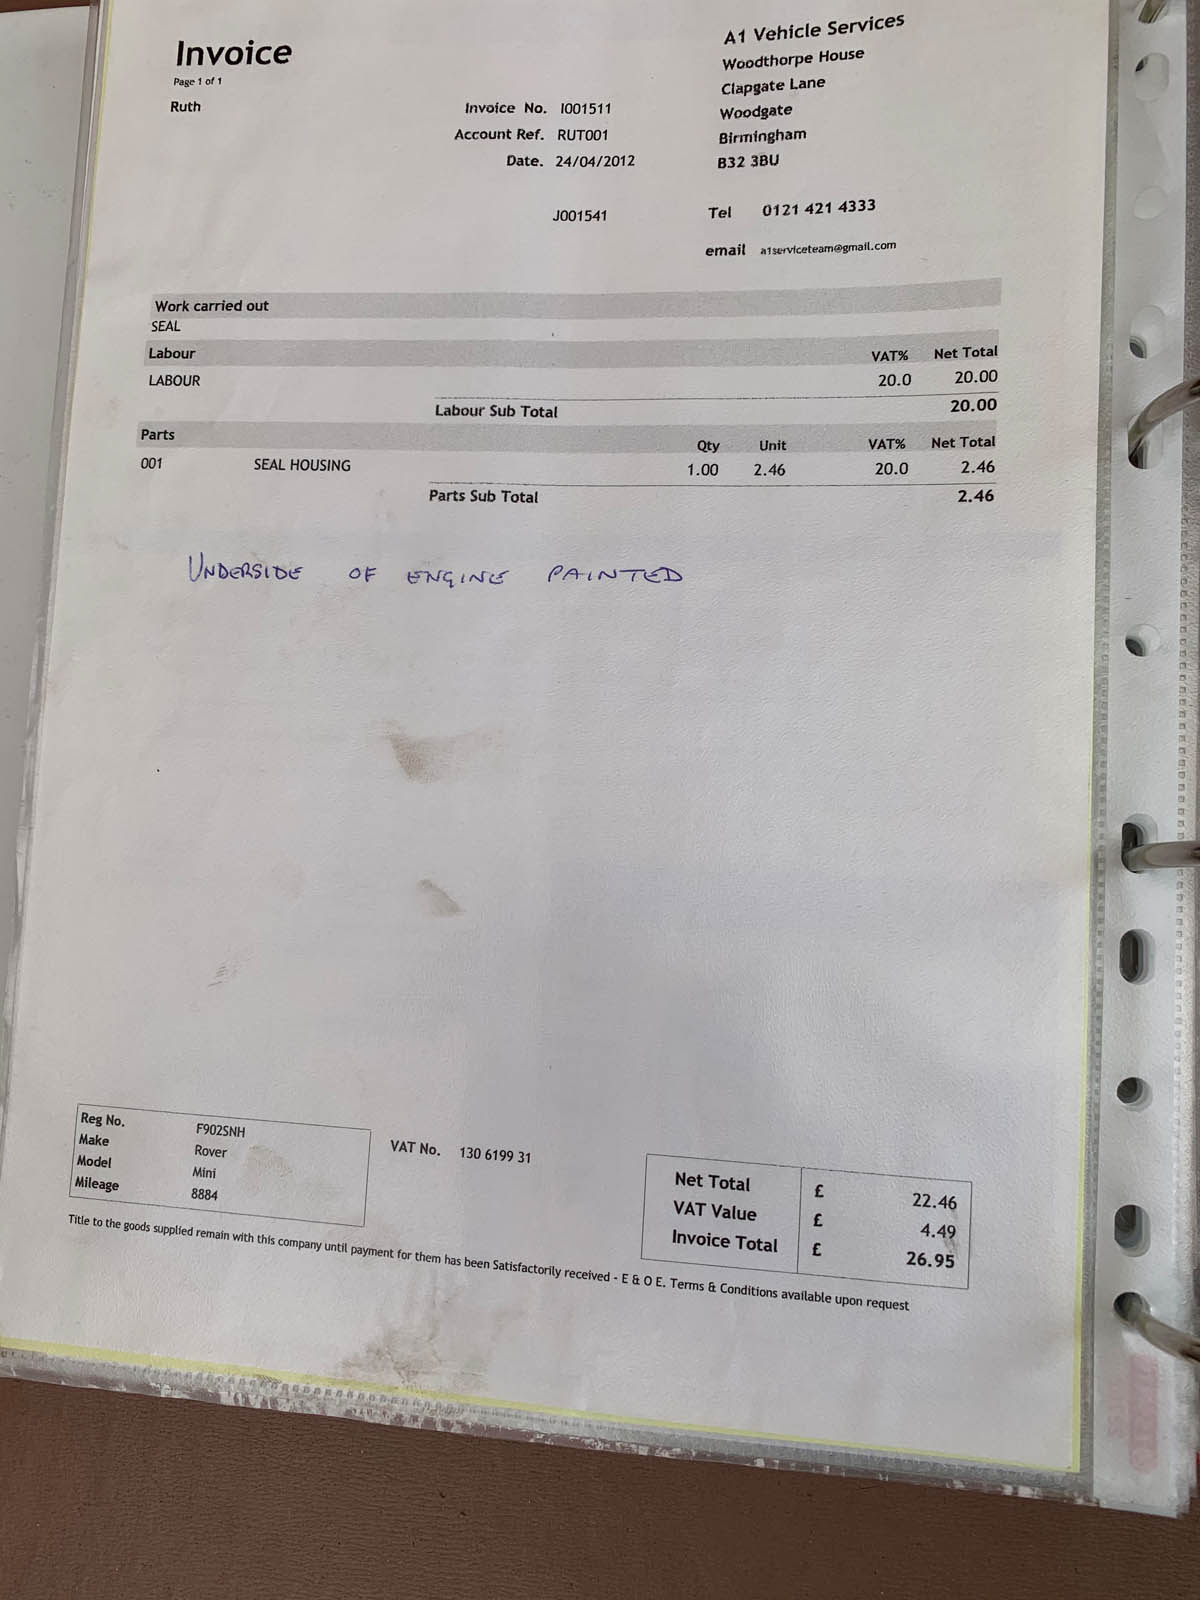 Invoice
Page 1 of 1
Ruth
Invoice No. I001511
Account Ref. RUT001
Date. 24/04/2012
J001541
A1 Vehicle Services
Woodthorpe House
Clapgate Lane
Woodgate
Birmingham
B32 3BU
Tel 0121 421 4333
email a1serviceteam@gmail.com
Work carried out
SEAL
Labour VAT% Net Total
LABOUR 20.0 20.00
Labour Sub Total 20.00
Parts Qty Unit VAT% Net Total
001 SEAL HOUSING 1.00 2.46 20.0 2.46
Parts Sub Total 2.46
UNDERSIDE OF ENGINE PAINTED
Reg No. F902SNH
Make Rover
Model Mini
Mileage 8884
VAT No. 130 6199 31
Net Total £ 22.46
VAT Value £ 4.49
Invoice Total £ 26.95
Title to the goods supplied remain with this company until payment for them has been Satisfactorily received - E & O E. Terms & Conditions available upon request